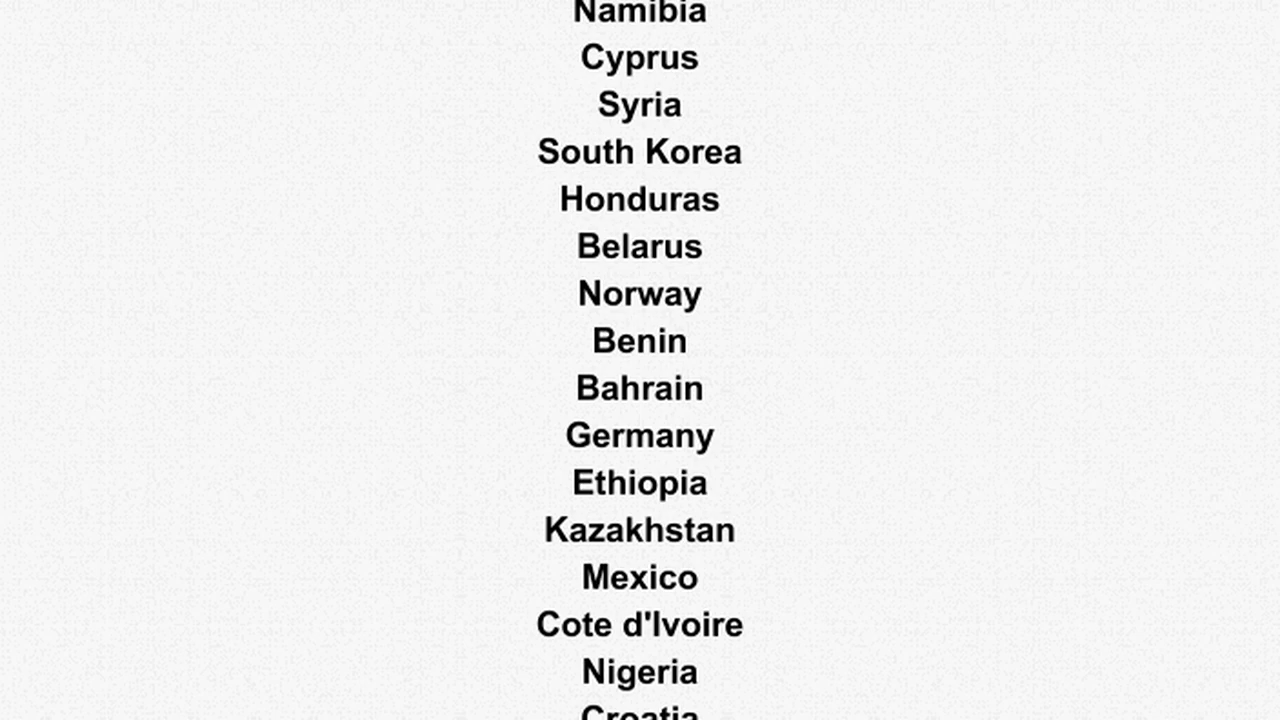 Namibia
Cyprus
Syria
South Korea
Honduras
Belarus
Norway
Benin
Bahrain
Germany
Ethiopia
Kazakhstan
Mexico
Cote d'Ivoire
Nigeria
Croatia